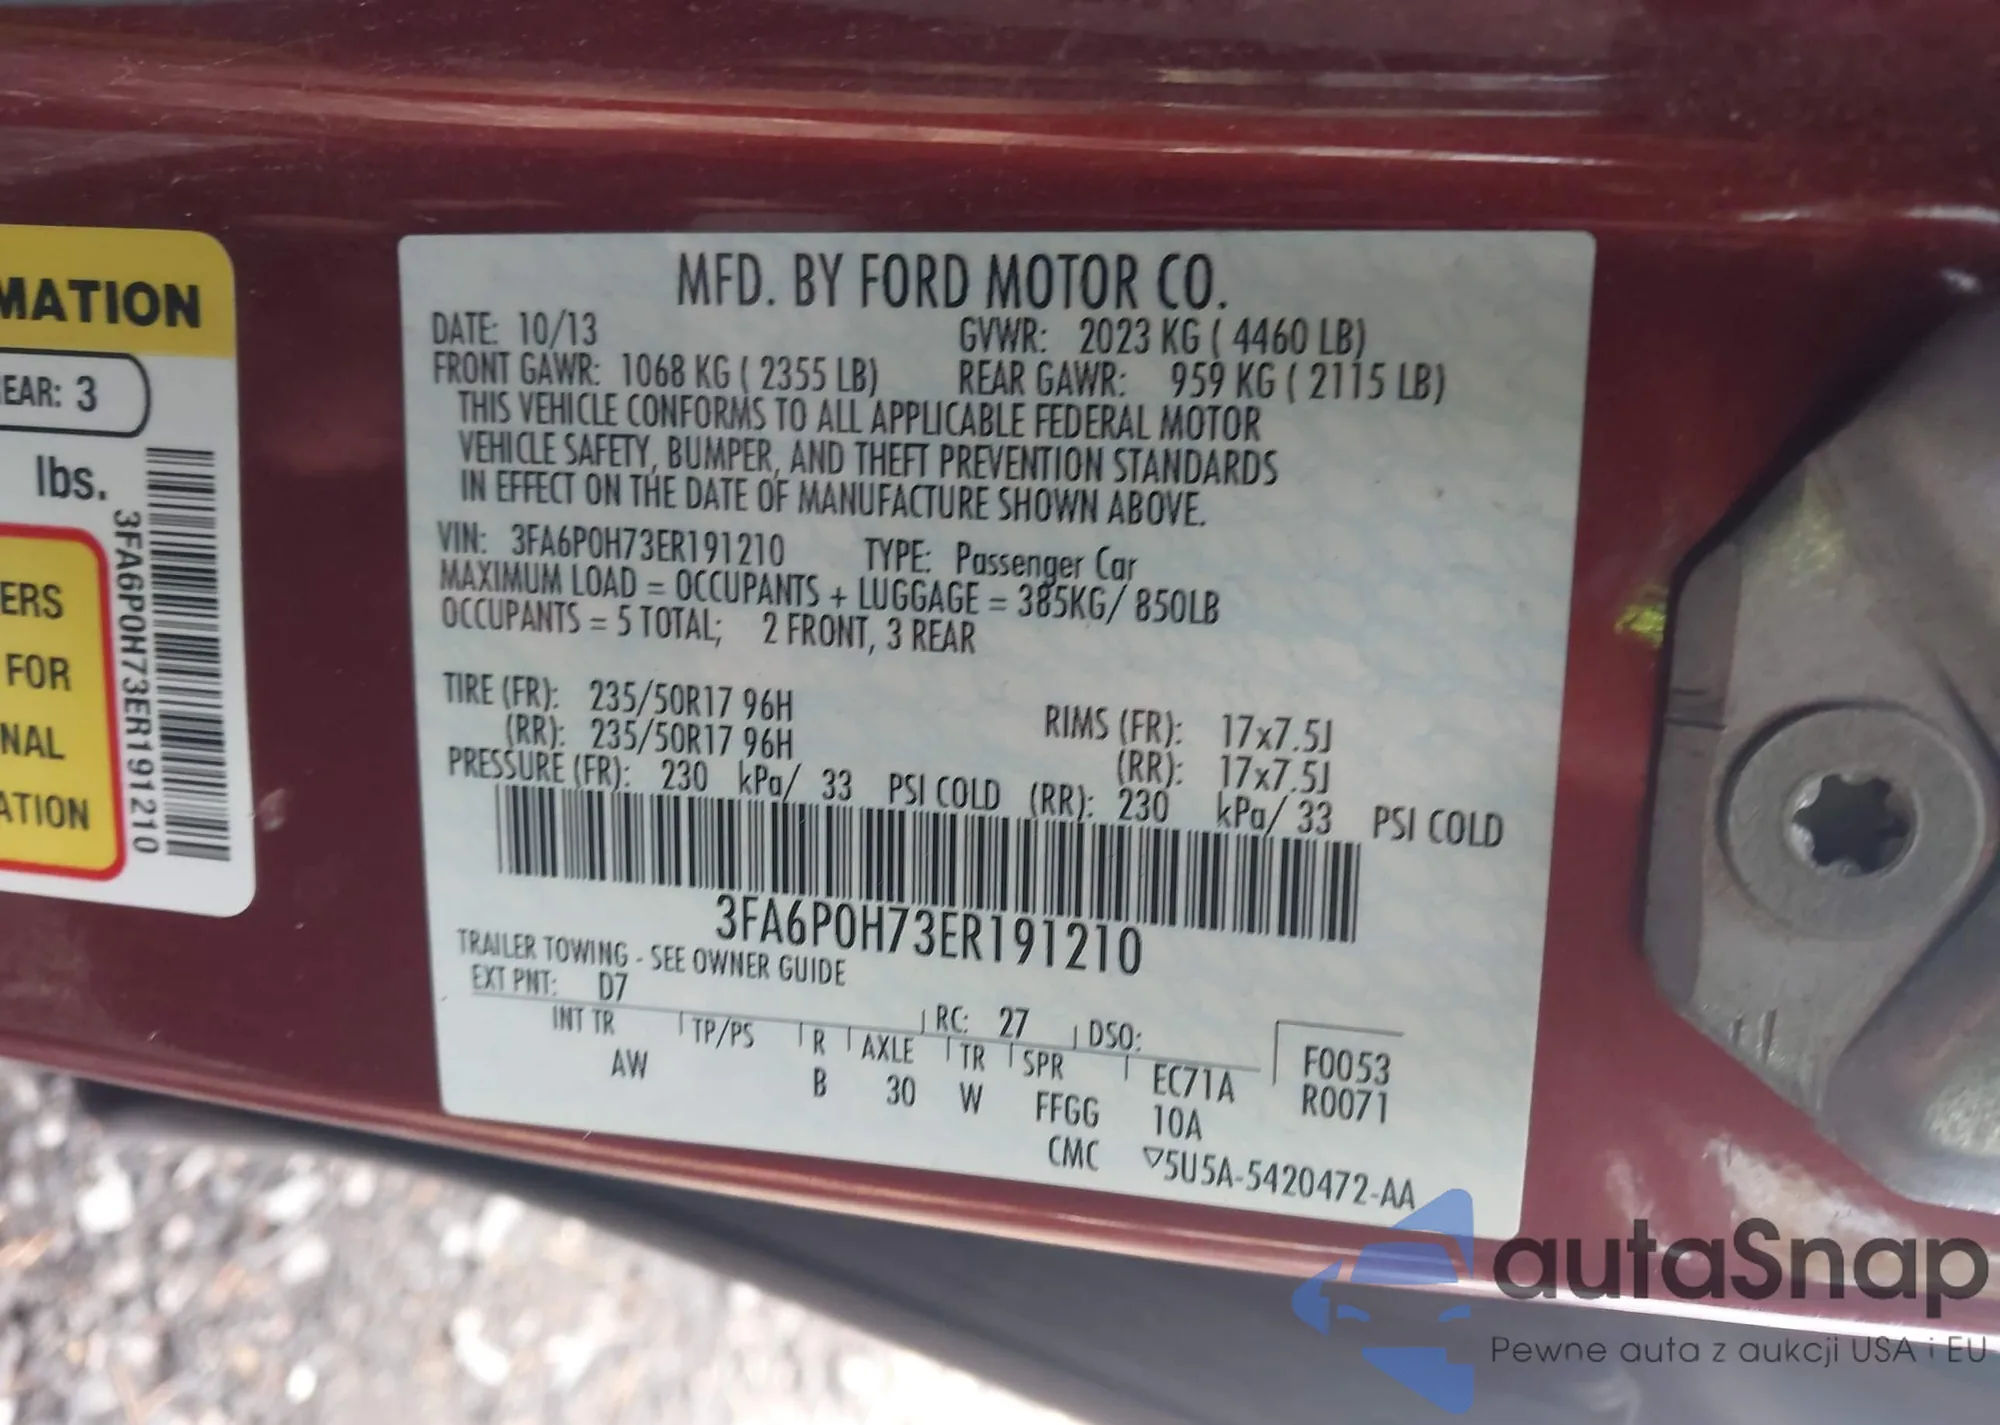 MATION
EAR: 3
lbs.
ERS
FOR
NAL
ATION
3FA6P0H73ER191210
MFD. BY FORD MOTOR CO.
DATE: 10/13 GVWR: 2023 KG ( 4460 LB)
FRONT GAWR: 1068 KG ( 2355 LB) REAR GAWR: 959 KG ( 2115 LB)
THIS VEHICLE CONFORMS TO ALL APPLICABLE FEDERAL MOTOR
VEHICLE SAFETY, BUMPER, AND THEFT PREVENTION STANDARDS
IN EFFECT ON THE DATE OF MANUFACTURE SHOWN ABOVE.
VIN: 3FA6P0H73ER191210 TYPE: Passenger Car
MAXIMUM LOAD = OCCUPANTS + LUGGAGE = 385KG/ 850LB
OCCUPANTS = 5 TOTAL; 2 FRONT, 3 REAR
TIRE (FR): 235/50R17 96H RIMS (FR): 17x7.5J
(RR): 235/50R17 96H (RR): 17x7.5J
PRESSURE (FR): 230 kPa/ 33 PSI COLD (RR): 230 kPa/ 33 PSI COLD
3FA6P0H73ER191210
TRAILER TOWING - SEE OWNER GUIDE
EXT PNT: D7 RC: 27 DSO: F0053
INT TR TP/PS R AXLE TR SPR EC71A R0071
AW B 30 W FFGG 10A
CMC ▽5U5A-5420472-AA
autaSnap
Pewne auta z aukcji USA i EU